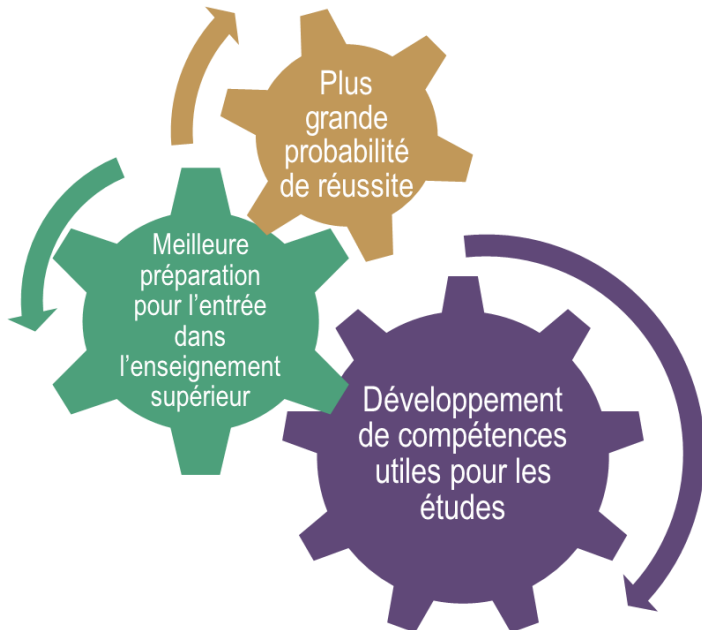 Plus
grande
probabilité
de réussite
Meilleure
préparation
pour l’entrée
dans
l’enseignement
supérieur
Développement
de compétences
utiles pour les
études